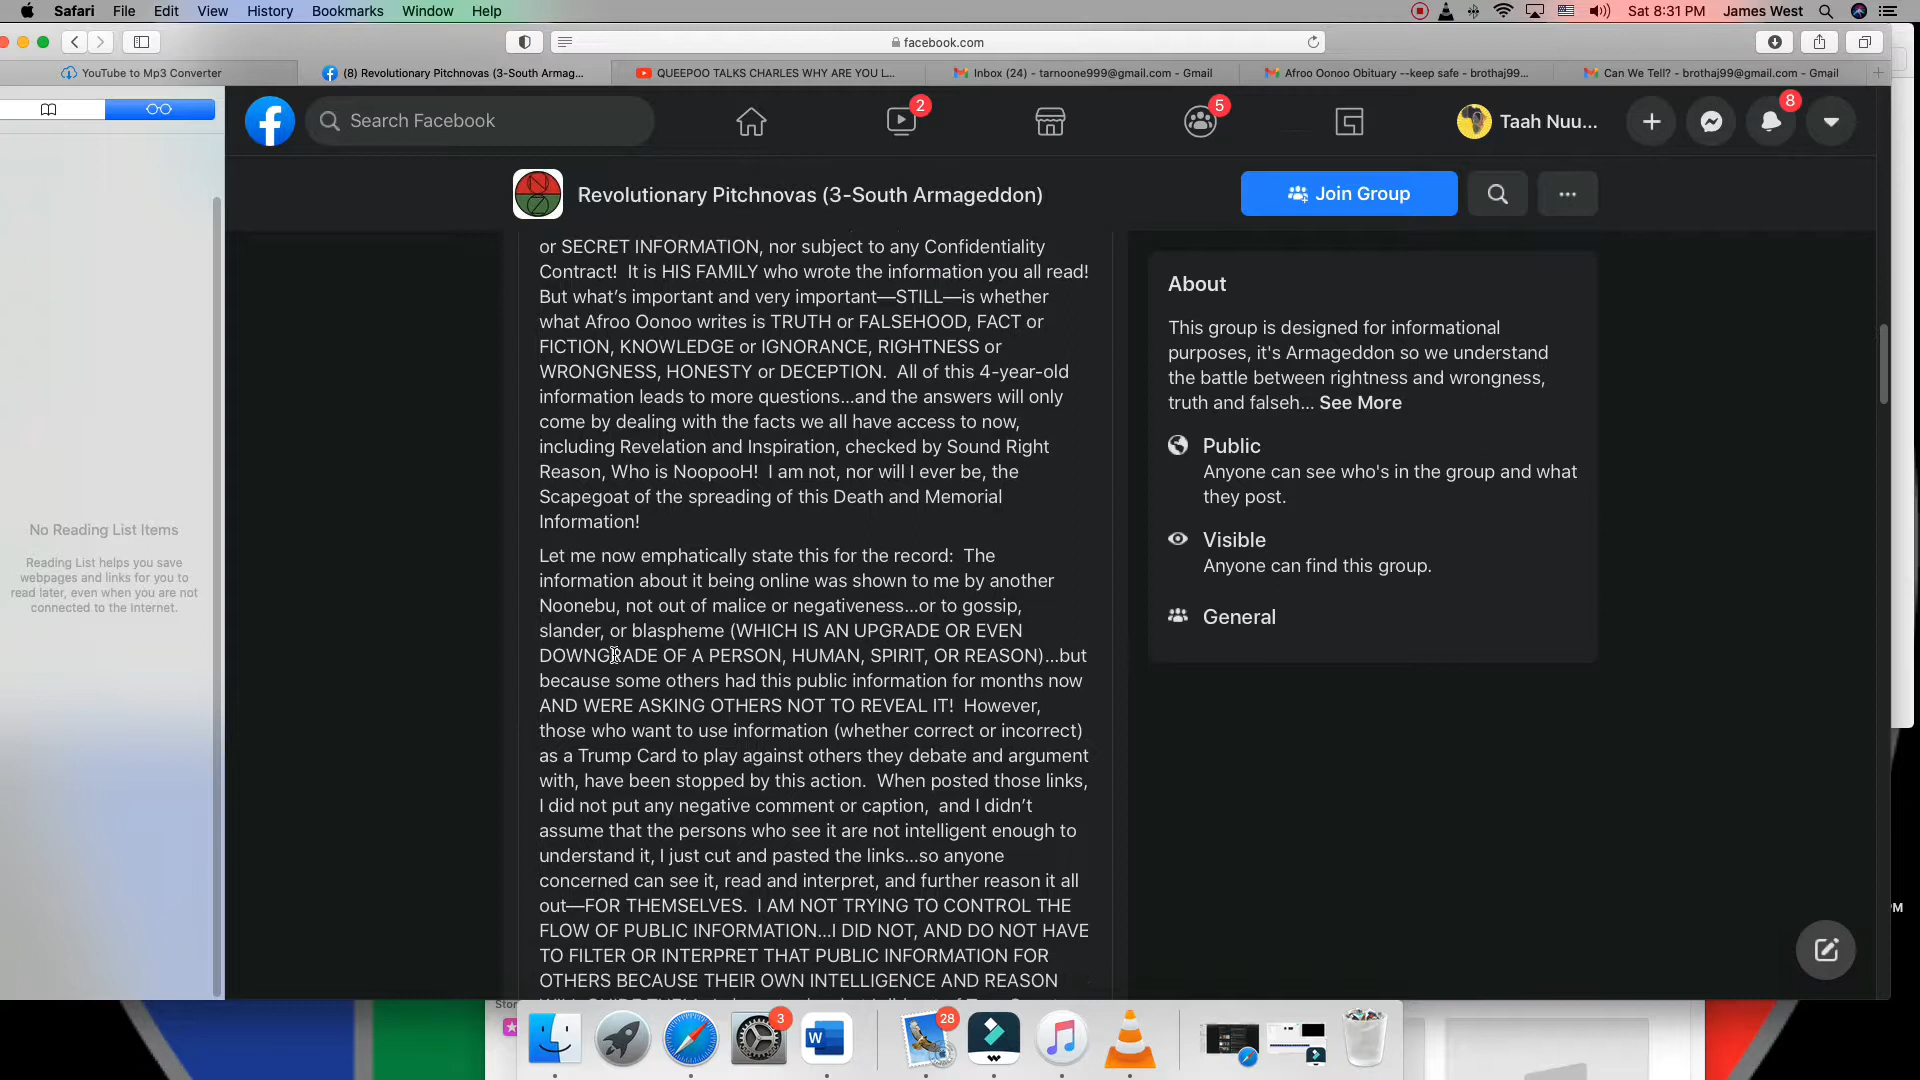 Safari File Edit View History Bookmarks Window Help
Sat 8:31 PM James West
facebook.com
YouTube to Mp3 Converter
(8) Revolutionary Pitchnovas (3-South Armag...
QUEEPOO TALKS CHARLES WHY ARE YOU L...
Inbox (24) - tarnoone999@gmail.com - Gmail
Afroo Oonoo Obituary --keep safe - brothaj99...
Can We Tell? - brothaj99@gmail.com - Gmail
Search Facebook
2
5
Taah Nuu...
8
Revolutionary Pitchnovas (3-South Armageddon)
Join Group
or SECRET INFORMATION, nor subject to any Confidentiality
Contract!  It is HIS FAMILY who wrote the information you all read!
But what's important and very important—STILL—is whether
what Afroo Oonoo writes is TRUTH or FALSEHOOD, FACT or
FICTION, KNOWLEDGE or IGNORANCE, RIGHTNESS or
WRONGNESS, HONESTY or DECEPTION.  All of this 4-year-old
information leads to more questions...and the answers will only
come by dealing with the facts we all have access to now,
including Revelation and Inspiration, checked by Sound Right
Reason, Who is NoopooH!  I am not, nor will I ever be, the
Scapegoat of the spreading of this Death and Memorial
Information!
Let me now emphatically state this for the record:  The
information about it being online was shown to me by another
Noonebu, not out of malice or negativeness...or to gossip,
slander, or blaspheme (WHICH IS AN UPGRADE OR EVEN
DOWNGRADE OF A PERSON, HUMAN, SPIRIT, OR REASON)...but
because some others had this public information for months now
AND WERE ASKING OTHERS NOT TO REVEAL IT!  However,
those who want to use information (whether correct or incorrect)
as a Trump Card to play against others they debate and argument
with, have been stopped by this action.  When posted those links,
I did not put any negative comment or caption,  and I didn't
assume that the persons who see it are not intelligent enough to
understand it, I just cut and pasted the links...so anyone
concerned can see it, read and interpret, and further reason it all
out—FOR THEMSELVES.  I AM NOT TRYING TO CONTROL THE
FLOW OF PUBLIC INFORMATION...I DID NOT, AND DO NOT HAVE
TO FILTER OR INTERPRET THAT PUBLIC INFORMATION FOR
OTHERS BECAUSE THEIR OWN INTELLIGENCE AND REASON
About
This group is designed for informational
purposes, it's Armageddon so we understand
the battle between rightness and wrongness,
truth and falseh... See More
Public
Anyone can see who's in the group and what
they post.
Visible
Anyone can find this group.
General
No Reading List Items
Reading List helps you save
webpages and links for you to
read later, even when you are not
connected to the Internet.
PM
3
W
28